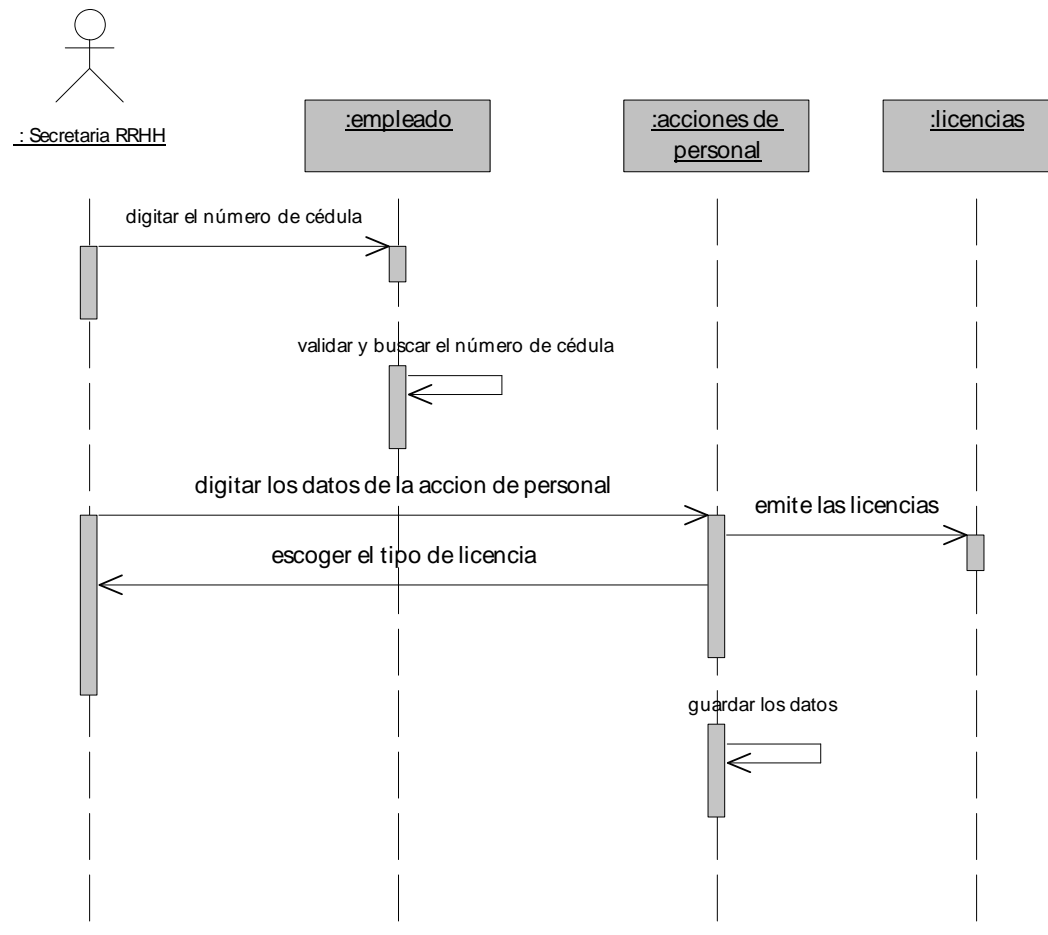 : Secretaria RRHH
:empleado
:acciones de
personal
:licencias
digitar el número de cédula
validar y buscar el número de cédula
digitar los datos de la accion de personal
emite las licencias
escoger el tipo de licencia
guardar los datos